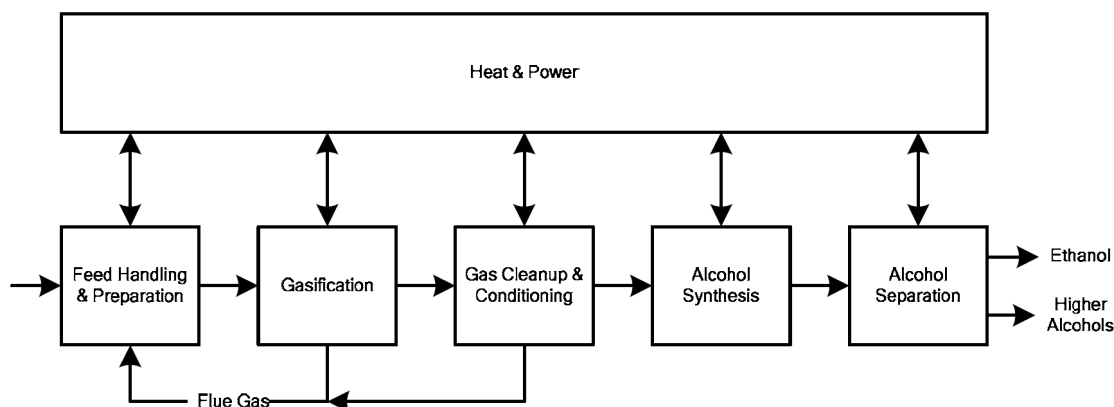 Heat & Power
Feed Handling
& Preparation
Gasification
Gas Cleanup &
Conditioning
Alcohol
Synthesis
Alcohol
Separation
Ethanol
Higher
Alcohols
Flue Gas